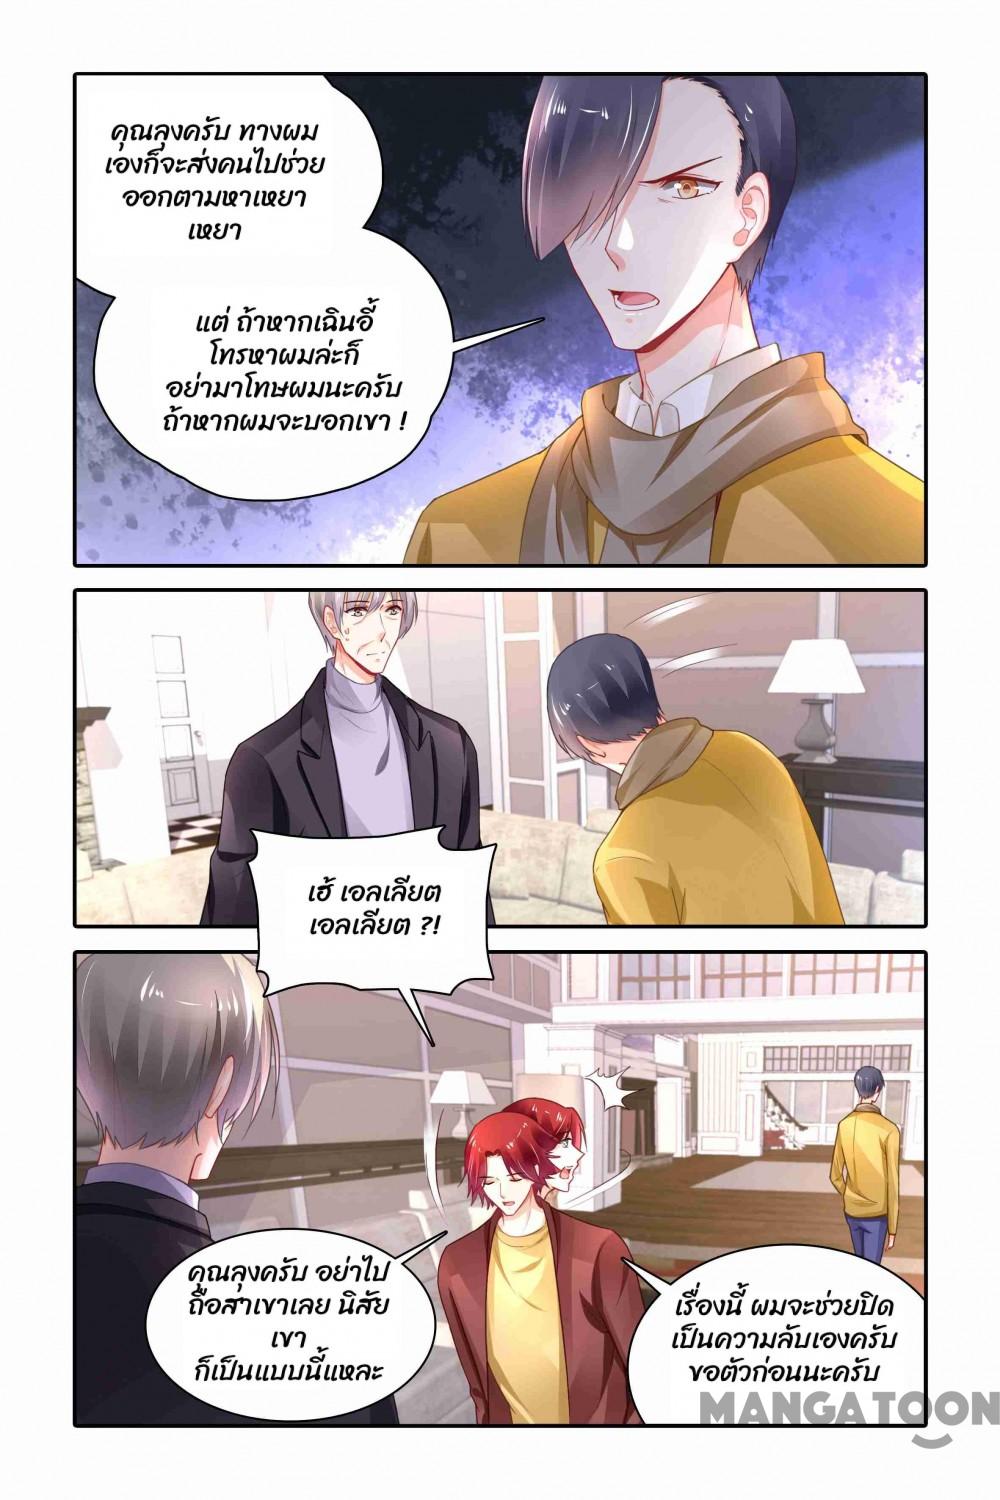 คุณลุงครับ ทางผม
เองก็จะส่งคนไปช่วย
ออกตามหาเหยา
เหยา
แต่ ถ้าหากเฉินอี้
โทรหาผมล่ะก็
อย่ามาโทษผมนะครับ
ถ้าหากผมจะบอกเขา !
เฮ้ เอลเลียต
เอลเลียต ?!
คุณลุงครับ อย่าไป
ถือสาเขาเลย นิสัย
เขา
ก็เป็นแบบนี้แหละ
เรื่องนี้ ผมจะช่วยปิด
เป็นความลับเองครับ
ขอตัวก่อนนะครับ
MANGATOON